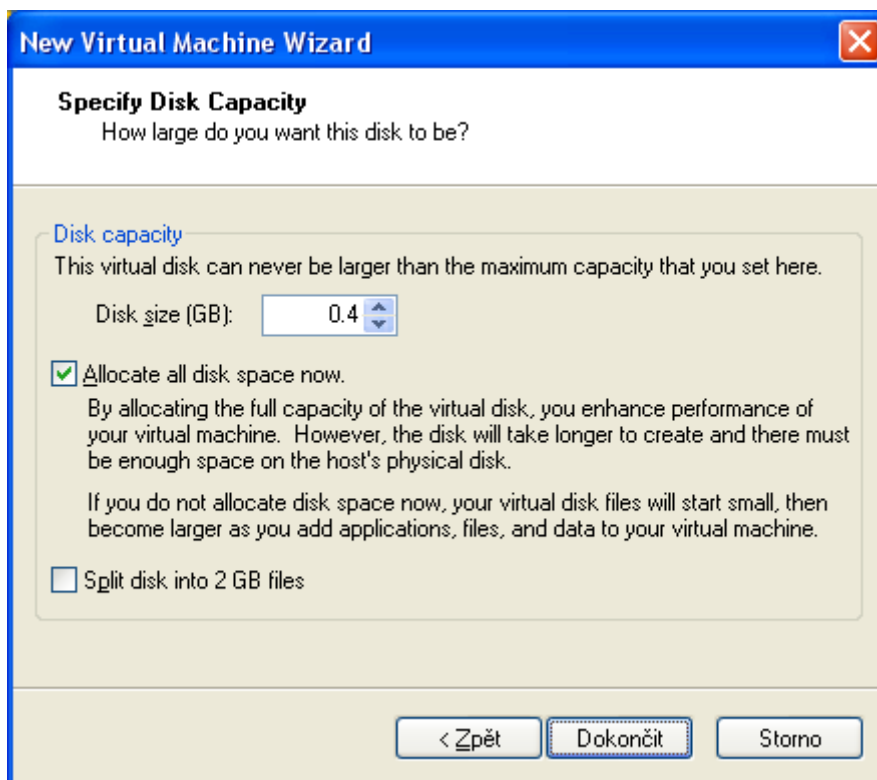 New Virtual Machine Wizard
Specify Disk Capacity
How large do you want this disk to be?
Disk capacity
This virtual disk can never be larger than the maximum capacity that you set here.
Disk size (GB): 0.4
Allocate all disk space now.
By allocating the full capacity of the virtual disk, you enhance performance of
your virtual machine. However, the disk will take longer to create and there must
be enough space on the host's physical disk.
If you do not allocate disk space now, your virtual disk files will start small, then
become larger as you add applications, files, and data to your virtual machine.
Split disk into 2 GB files
< Zpět Dokončit Storno